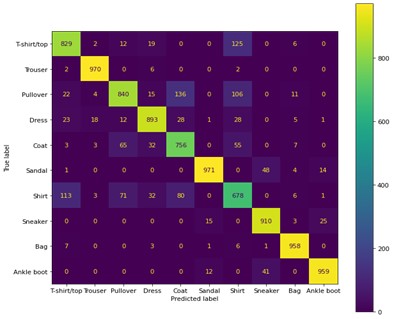 T-shirt/top 829 2 12 19 0 0 125 0 6 0
Trouser 2 970 0 6 0 0 2 0 0 0
Pullover 22 4 840 15 136 0 106 0 11 0
Dress 23 18 12 893 28 1 28 0 5 1
Coat 3 3 65 32 756 0 55 0 7 0
Sandal 1 0 0 0 0 971 0 48 4 14
Shirt 113 3 71 32 80 0 678 0 6 1
Sneaker 0 0 0 0 0 15 0 910 3 25
Bag 7 0 0 3 0 1 6 1 958 0
Ankle boot 0 0 0 0 0 12 0 41 0 959
T-shirt/top Trouser Pullover Dress Coat Sandal Shirt Sneaker Bag Ankle boot
Predicted label
True label
800
600
400
200
0